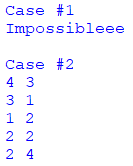 Case #1
Impossibleee

Case #2
4 3
3 1
1 2
2 2
2 4